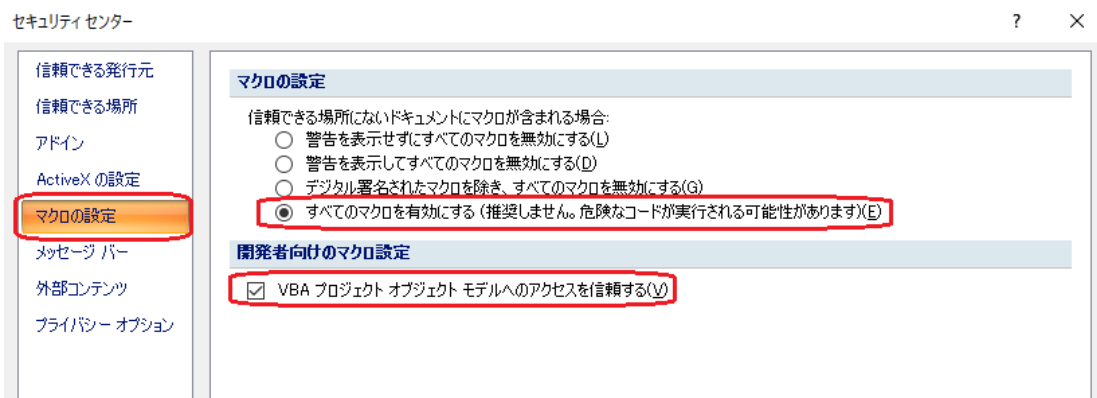 セキュリティ センター
? ×
信頼できる発行元
信頼できる場所
アドイン
ActiveX の設定
マクロの設定
メッセージ バー
外部コンテンツ
プライバシー オプション
マクロの設定
信頼できる場所にないドキュメントにマクロが含まれる場合:
警告を表示せずにすべてのマクロを無効にする(L)
警告を表示してすべてのマクロを無効にする(D)
デジタル署名されたマクロを除き、すべてのマクロを無効にする(G)
すべてのマクロを有効にする (推奨しません。危険なコードが実行される可能性があります)(E)
開発者向けのマクロ設定
VBA プロジェクト オブジェクト モデルへのアクセスを信頼する(V)